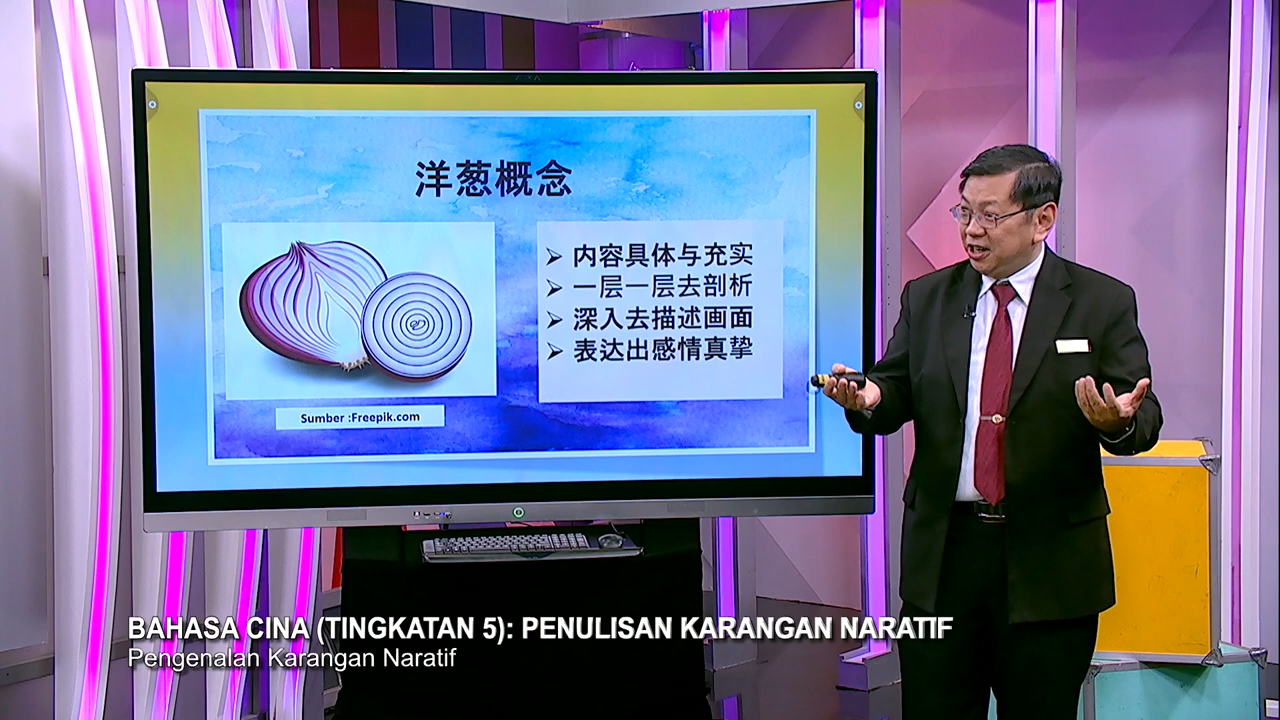 洋葱概念
➢ 内容具体与充实
➢ 一层一层去剖析
➢ 深入去描述画面
➢ 表达出感情真挚
Sumber :Freepik.com
BAHASA CINA (TINGKATAN 5): PENULISAN KARANGAN NARATIF
Pengenalan Karangan Naratif